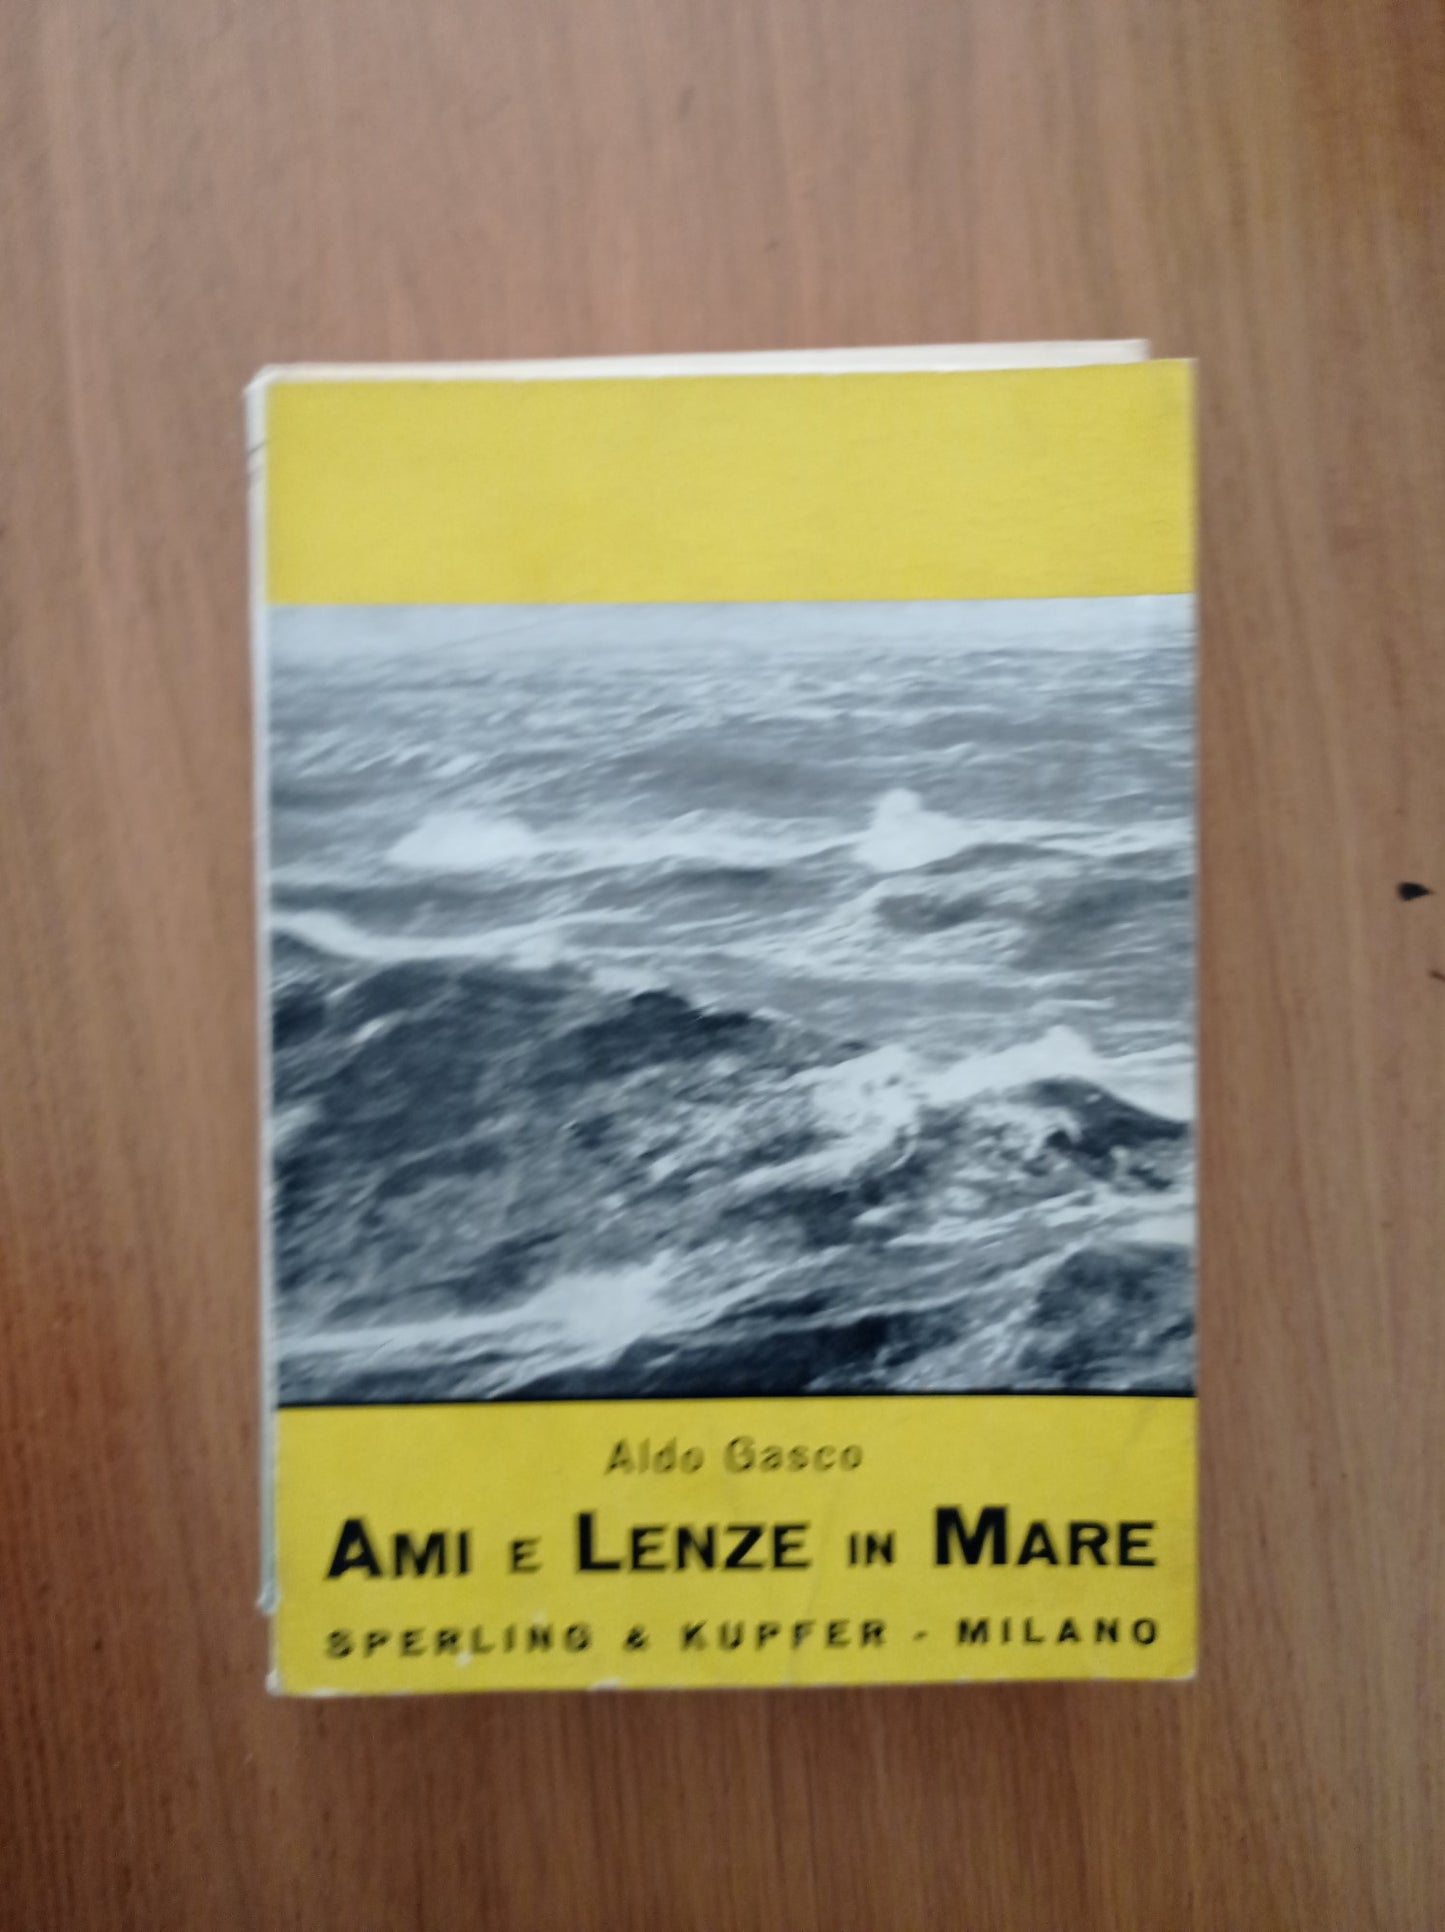 Aldo Gasco
AMI E LENZE IN MARE
SPERLING & KUPFER - MILANO